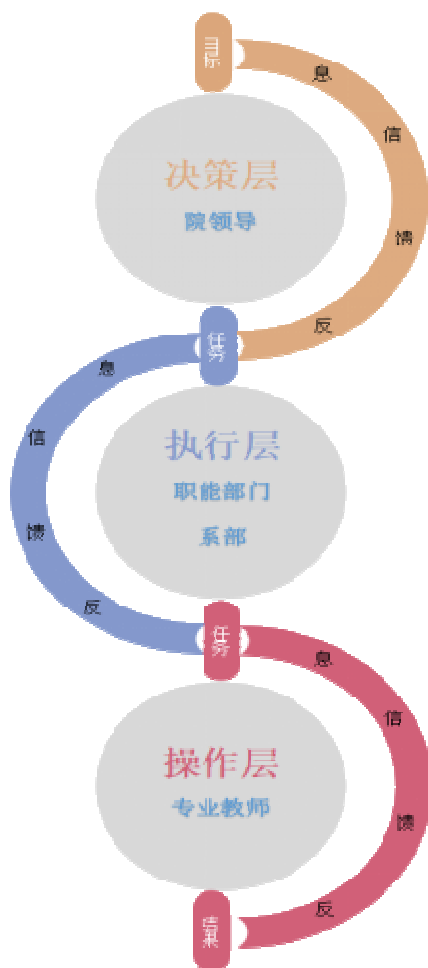 目标
息
信
馈
反
决策层
院领导
任务
息
信
馈
反
执行层
职能部门
系部
任务
息
信
馈
反
操作层
专业教师
结果